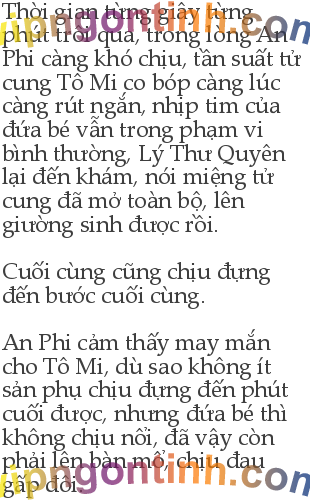 Thời gian từng giây từng
phút trôi qua, trong lòng An
Phi càng khó chịu, tần suất tử
cung Tô Mi co bóp càng lúc
càng rút ngắn, nhịp tim của
đứa bé vẫn trong phạm vi
bình thường, Lý Thư Quyên
lại đến khám, nói miệng tử
cung đã mở toàn bộ, lên
giường sinh được rồi.
Cuối cùng cũng chịu đựng
đến bước cuối cùng.
An Phi cảm thấy may mắn
cho Tô Mi, dù sao không ít
sản phụ chịu đựng đến phút
cuối được, nhưng đứa bé thì
không chịu nổi, đã vậy còn
phải lên bàn mổ, chịu đau
gấp đôi.